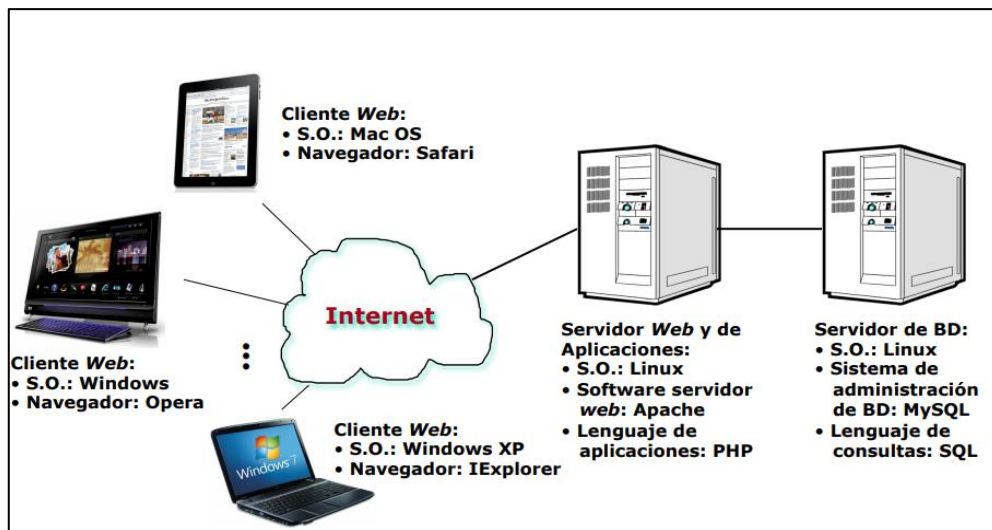 Cliente Web:
• S.O.: Mac OS
• Navegador: Safari
Internet
Cliente Web:
• S.O.: Windows
• Navegador: Opera
Cliente Web:
• S.O.: Windows XP
• Navegador: IExplorer
Windows 7
Servidor Web y de
Aplicaciones:
• S.O.: Linux
• Software servidor
web: Apache
• Lenguaje de
aplicaciones: PHP
Servidor de BD:
• S.O.: Linux
• Sistema de
administración
de BD: MySQL
• Lenguaje de
consultas: SQL